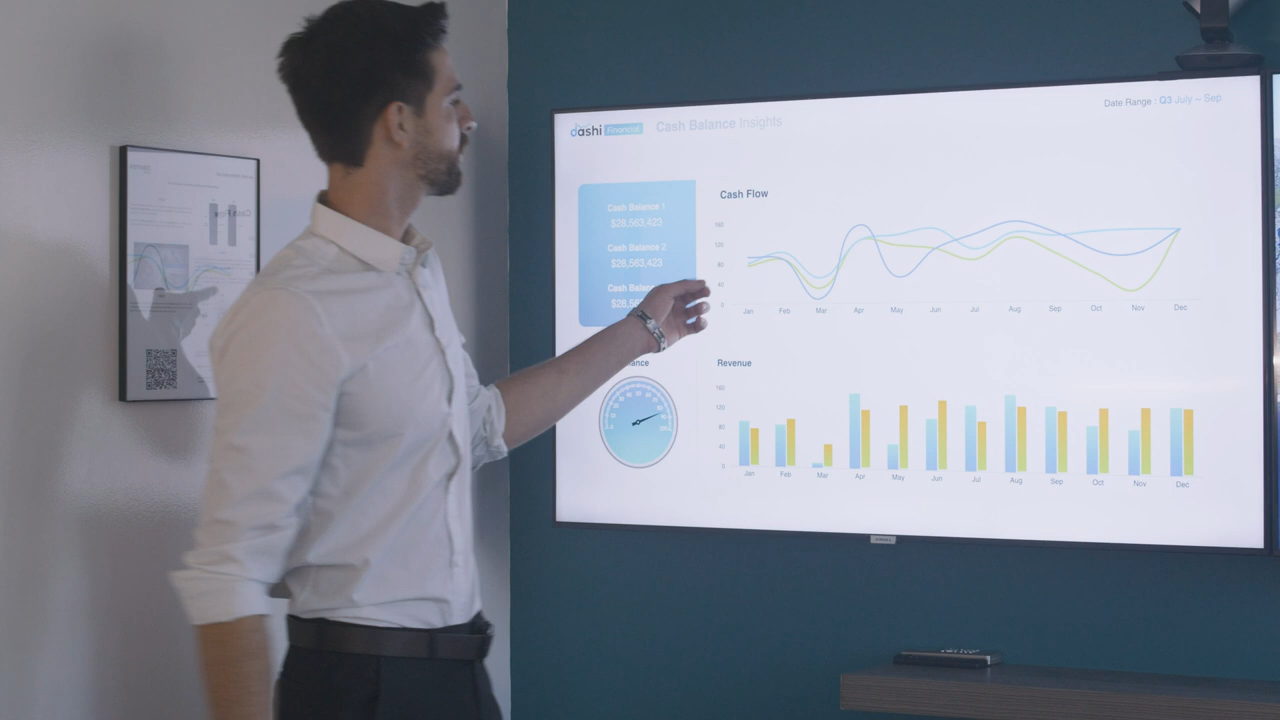 dashi Financial Cash Balance Insights
Date Range : Q3 July – Sep
Cash Balance 1
$28,563,423
Cash Balance 2
$28,563,423
Cash
$28,56
Cash Flow
160
120
80
40
0
Jan Feb Mar Apr May Jun Jul Aug Sep Oct Nov Dec
Revenue
160
120
80
40
0
Jan Feb Mar Apr May Jun Jul Aug Sep Oct Nov Dec